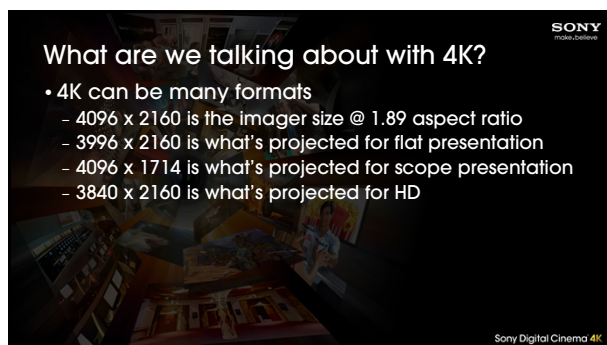 SONY
make.believe
What are we talking about with 4K?
• 4K can be many formats
– 4096 x 2160 is the imager size @ 1.89 aspect ratio
– 3996 x 2160 is what's projected for flat presentation
– 4096 x 1714 is what's projected for scope presentation
– 3840 x 2160 is what's projected for HD
Sony Digital Cinema 4K